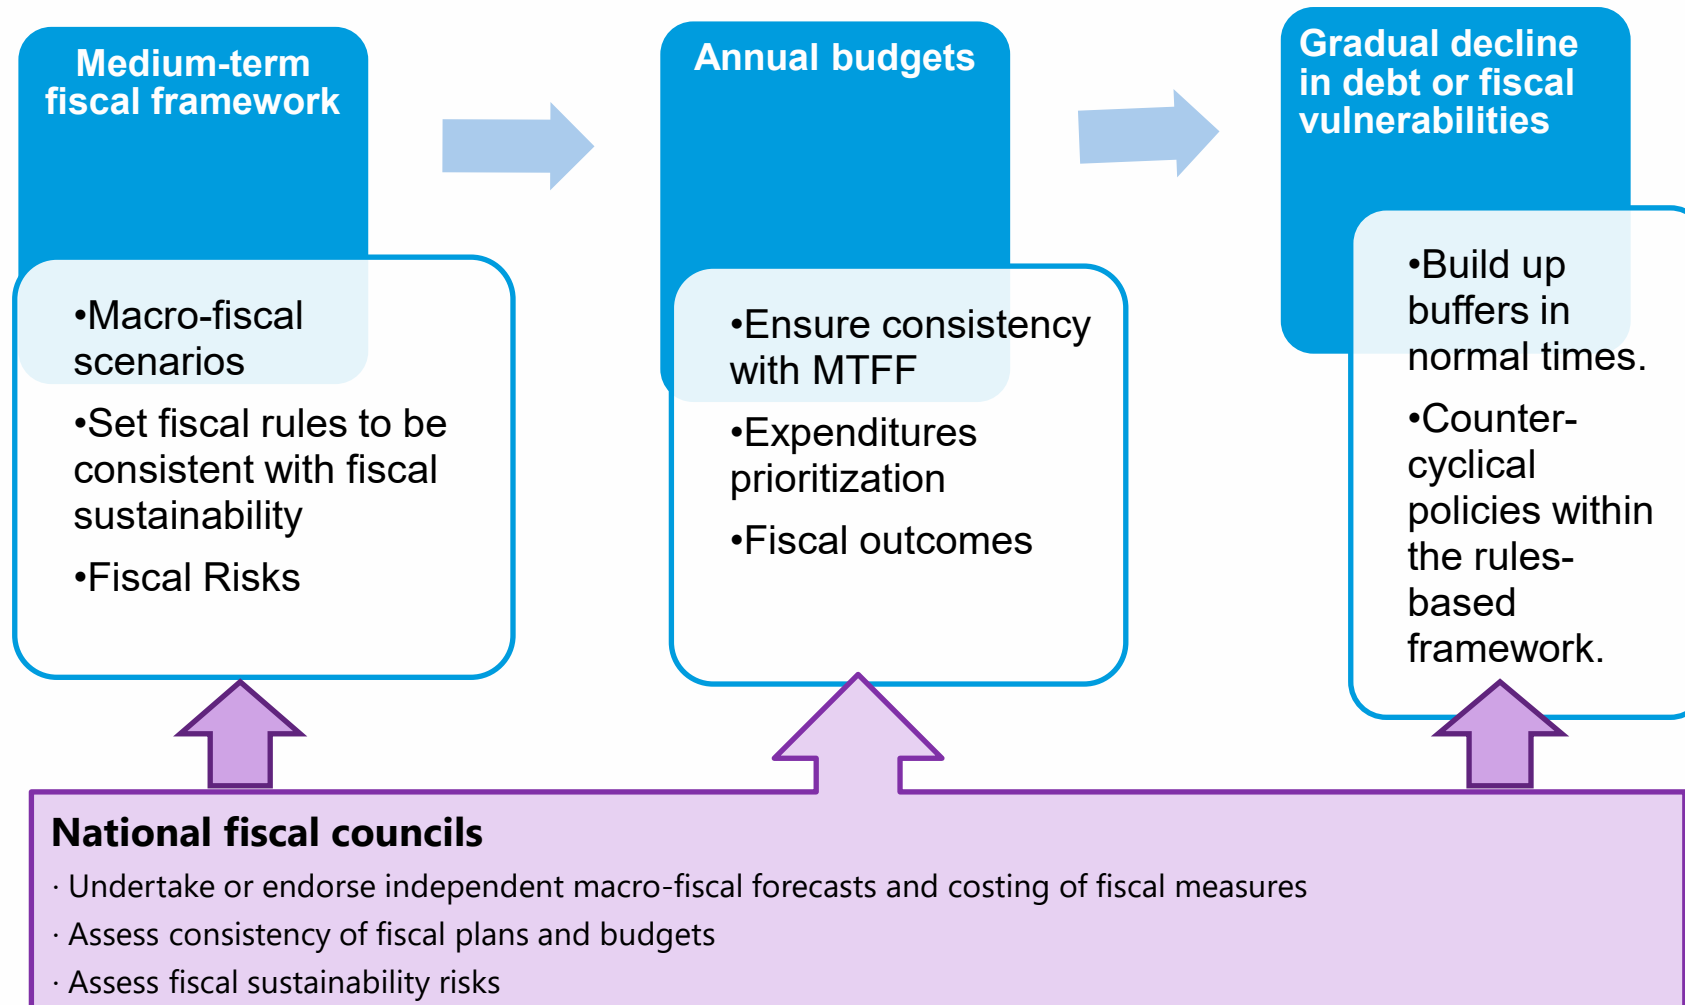 Medium-term
fiscal framework
•Macro-fiscal
scenarios
•Set fiscal rules to be
consistent with fiscal
sustainability
•Fiscal Risks
Annual budgets
•Ensure consistency
with MTFF
•Expenditures
prioritization
•Fiscal outcomes
Gradual decline
in debt or fiscal
vulnerabilities
•Build up
buffers in
normal times.
•Counter-
cyclical
policies within
the rules-
based
framework.
National fiscal councils
· Undertake or endorse independent macro-fiscal forecasts and costing of fiscal measures
· Assess consistency of fiscal plans and budgets
· Assess fiscal sustainability risks